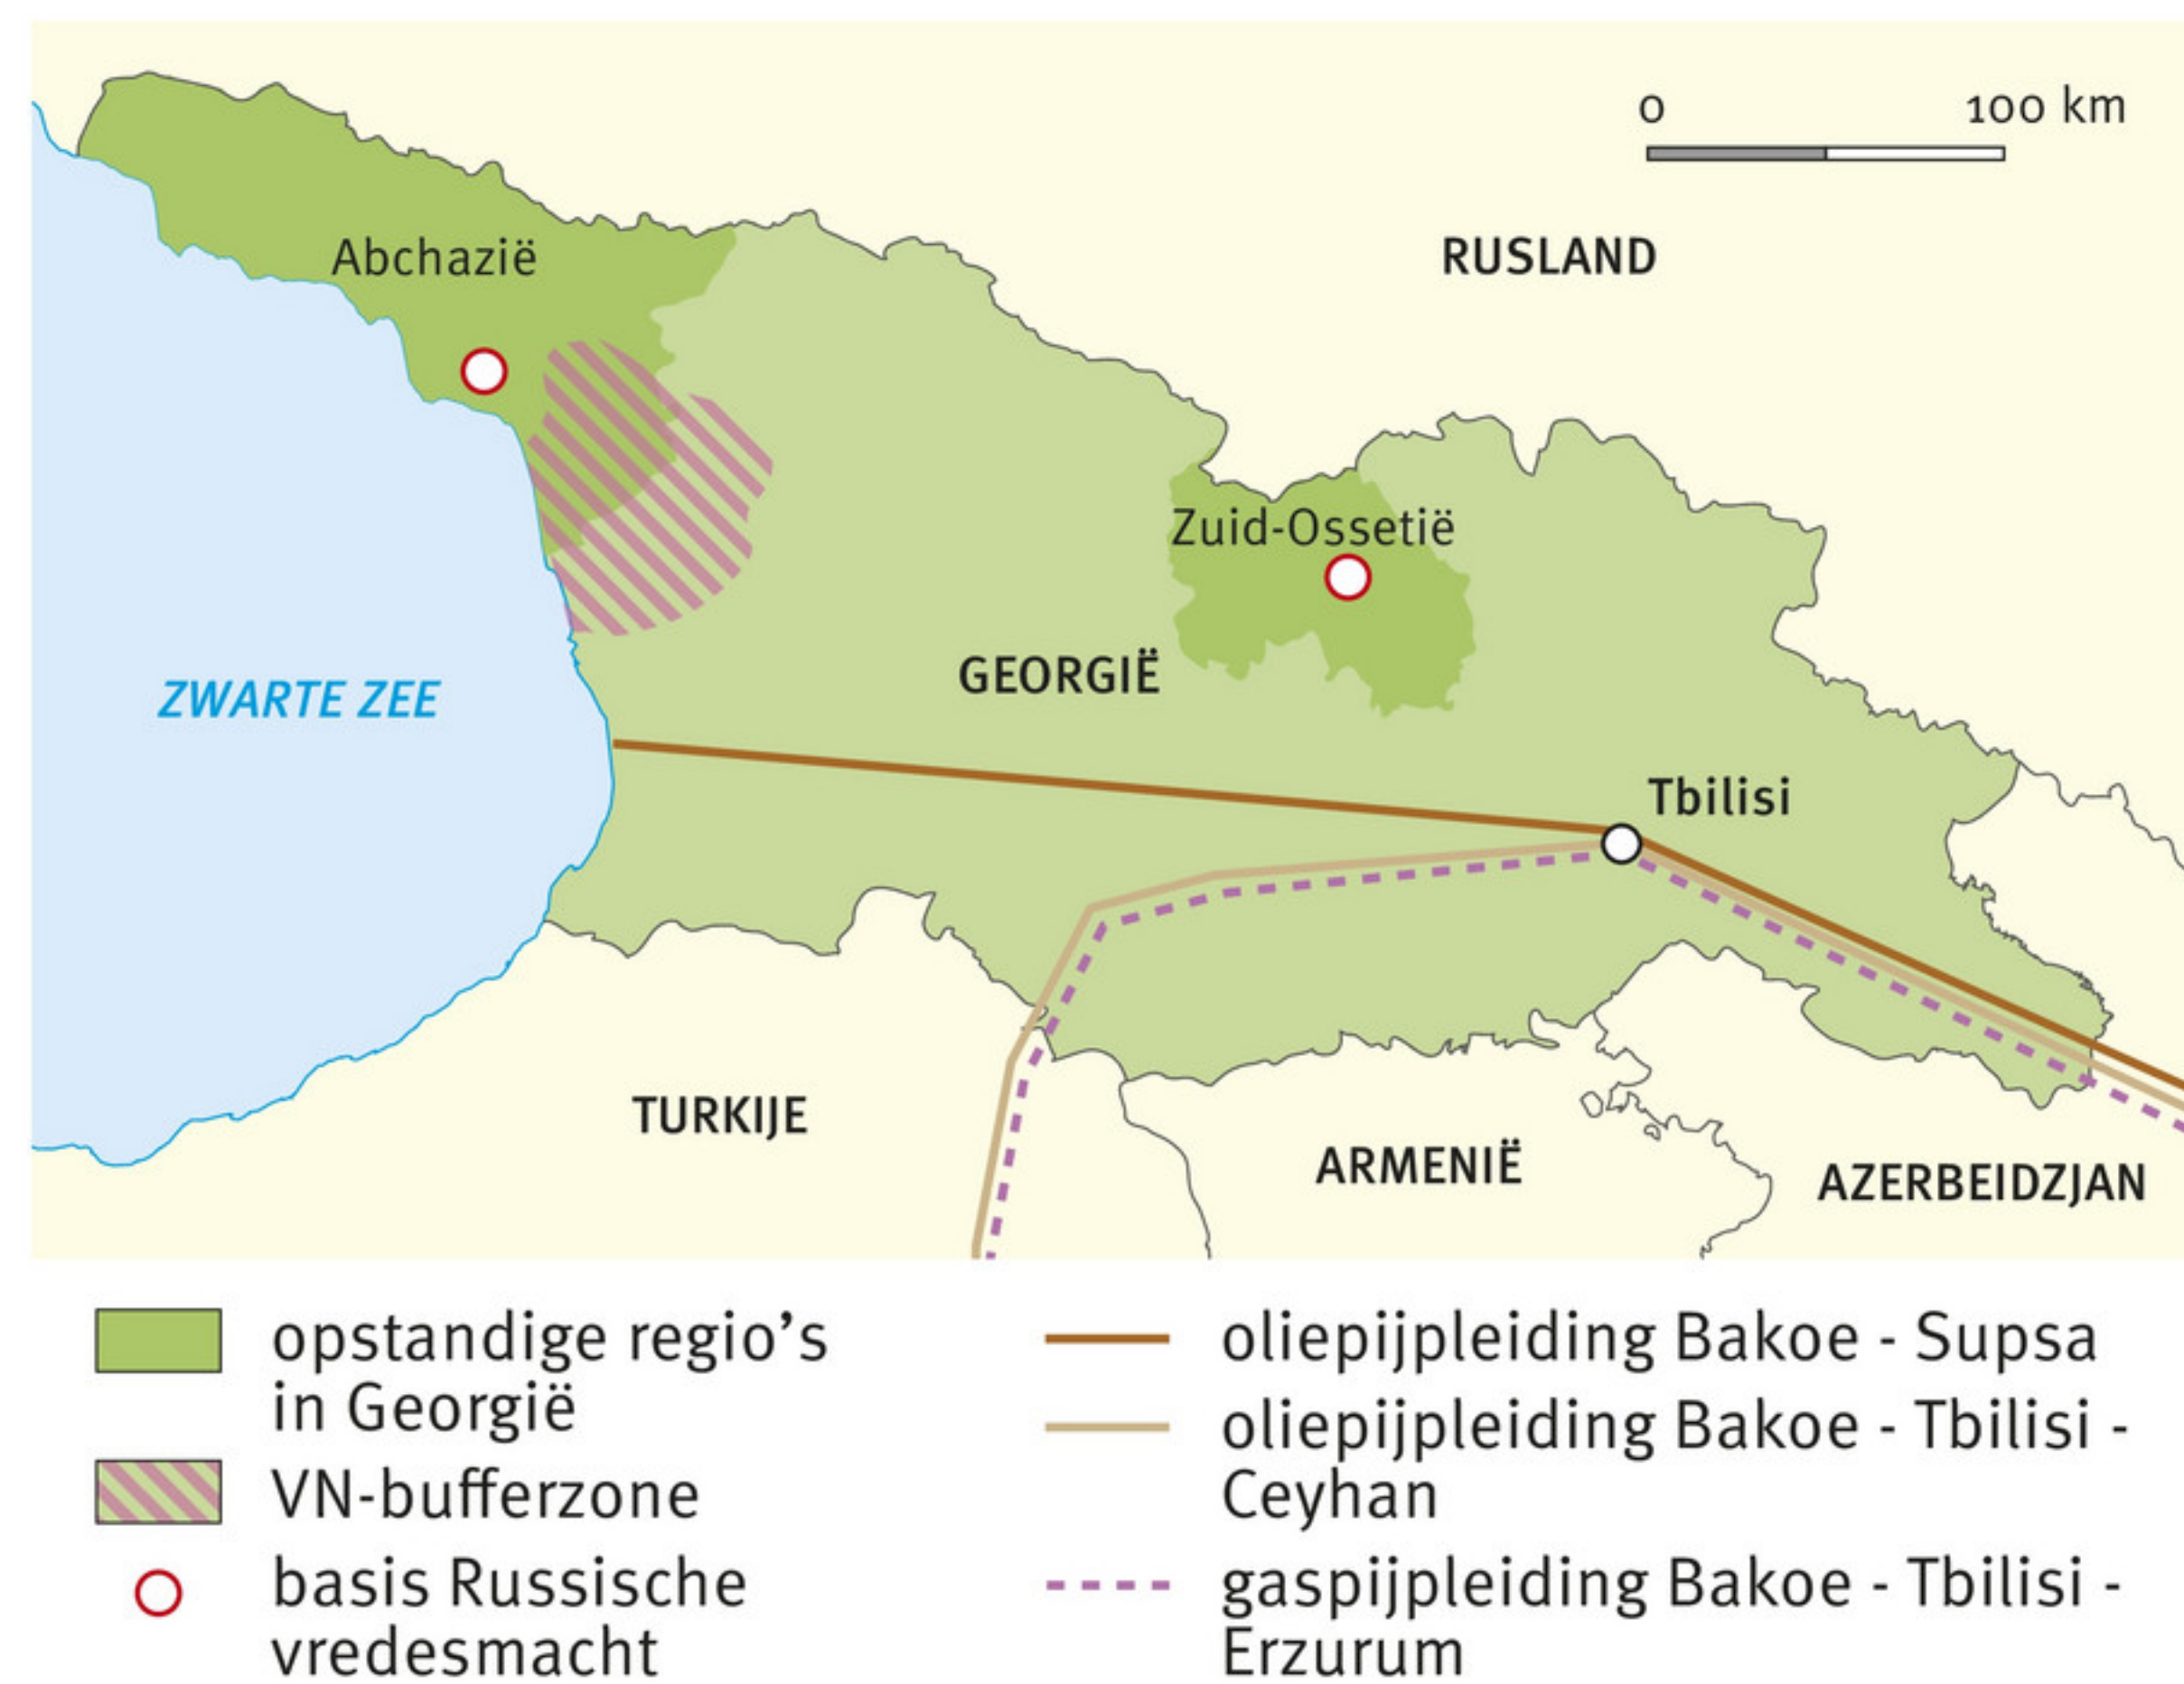 0 100 km
RUSLAND
Abchazië
Zuid-Ossetië
GEORGIË
ZWARTE ZEE
Tbilisi
TURKIJE
ARMENIË
AZERBEIDZJAN
opstandige regio's
in Georgië
VN-bufferzone
basis Russische
vredesmacht
oliepijpleiding Bakoe - Supsa
oliepijpleiding Bakoe - Tbilisi -
Ceyhan
gaspijpleiding Bakoe - Tbilisi -
Erzurum